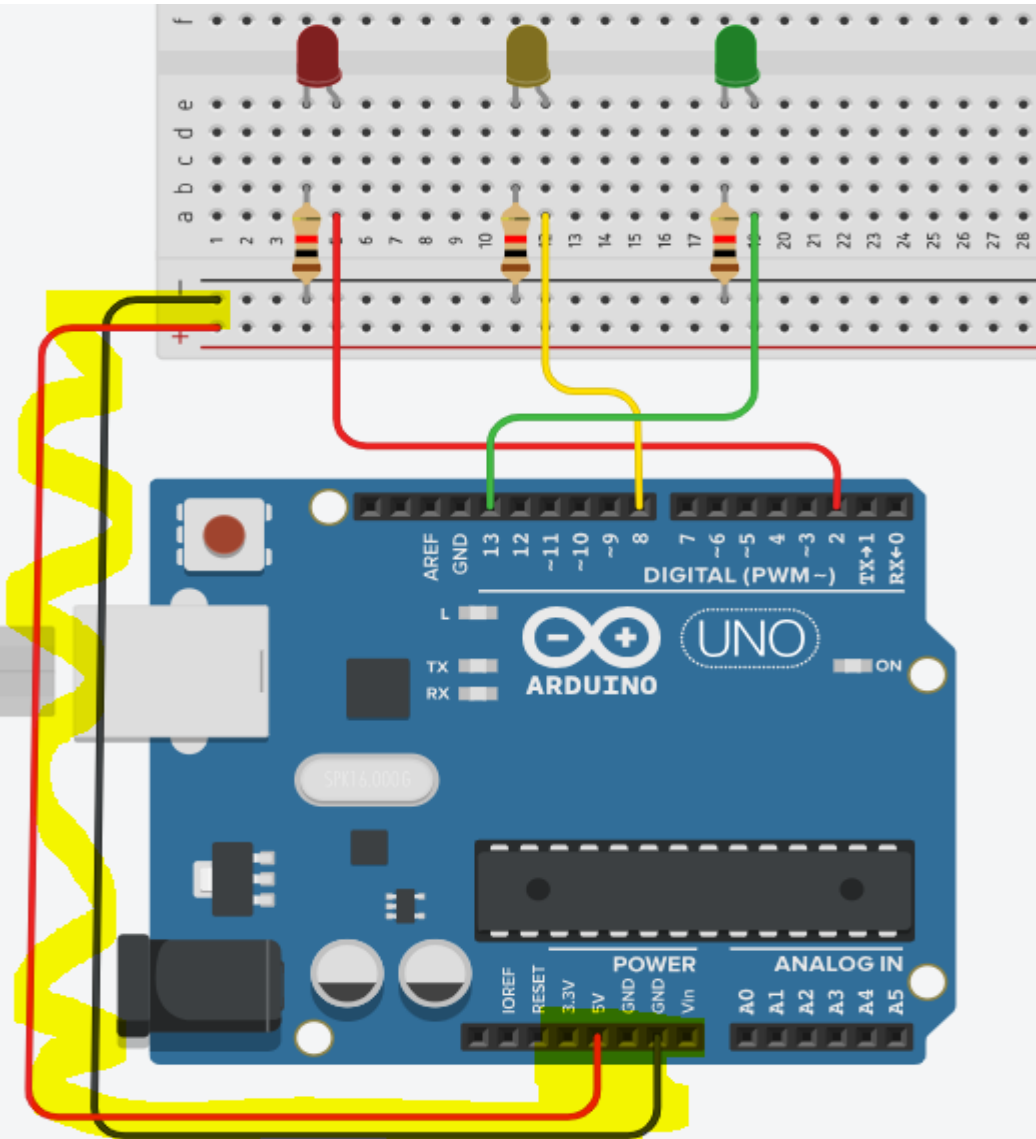 f
e
d
c
b
a
1 2 3 5 6 7 8 9 10 12 13 14 15 16 17 19 20 21 22 23 24 25 26 27 28
−
+
AREF GND 13 12 ~11 ~10 ~9 8 7 ~6 ~5 4 ~3 2 TX→1 RX←0
DIGITAL (PWM ~)
L
UNO
TX ON
RX ARDUINO
SPK16.000G
POWER ANALOG IN
IOREF RESET 3.3V 5V GND GND Vin A0 A1 A2 A3 A4 A5